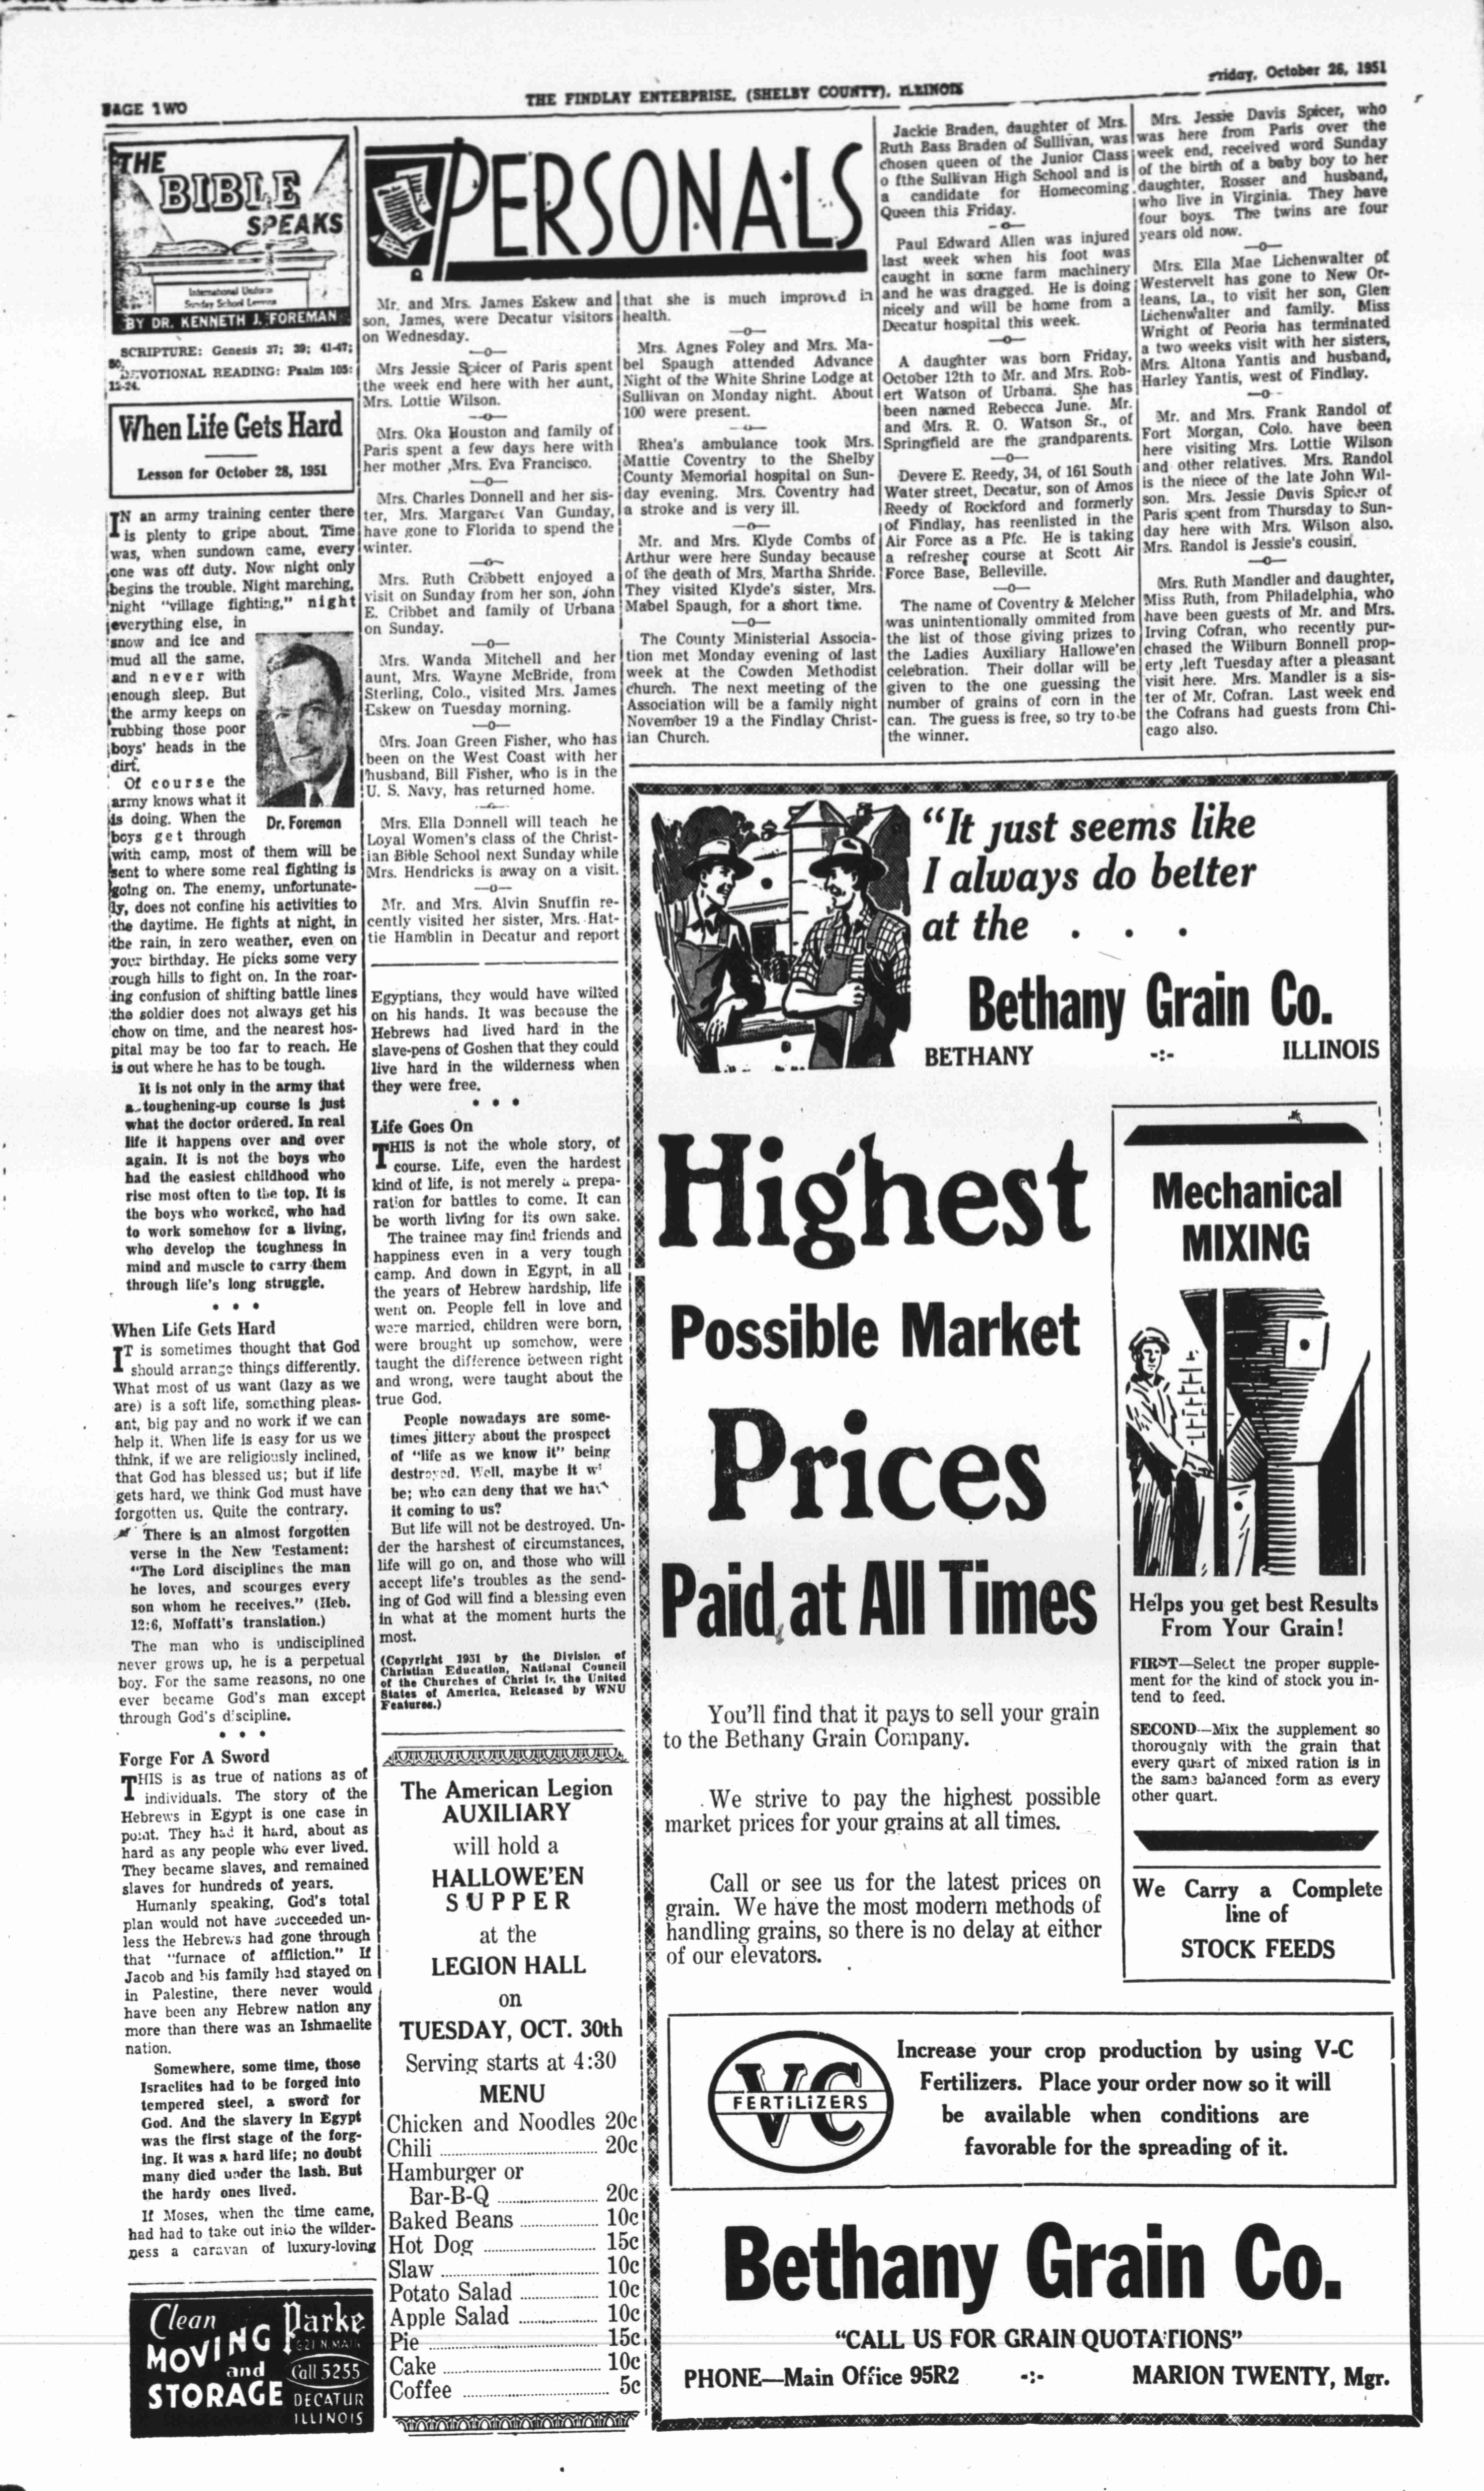 PAGE TWO
THE FINDLAY ENTERPRISE, (SHELBY COUNTY), ILLINOIS
Friday, October 26, 1951
THE
BIBLE
SPEAKS
International Uniform
Sunday School Lessons
BY DR. KENNETH J. FOREMAN
SCRIPTURE: Genesis 37; 39; 41-47;
50.
DEVOTIONAL READING: Psalm 105:
12-24.
When Life Gets Hard
Lesson for October 28, 1951
IN an army training center there
is plenty to gripe about. Time
was, when sundown came, every
one was off duty. Now night only
begins the trouble. Night marching,
night "village fighting," night
everything else, in
snow and ice and
mud all the same,
and never with
enough sleep. But
the army keeps on
rubbing those poor
boys' heads in the
dirt.
Of course the
army knows what it
is doing. When the
boys get through
Dr. Foreman
with camp, most of them will be
sent to where some real fighting is
going on. The enemy, unfortunate-
ly, does not confine his activities to
the daytime. He fights at night, in
the rain, in zero weather, even on
your birthday. He picks some very
rough hills to fight on. In the roar-
ing confusion of shifting battle lines
the soldier does not always get his
chow on time, and the nearest hos-
pital may be too far to reach. He
is out where he has to be tough.
It is not only in the army that
a toughening-up course is just
what the doctor ordered. In real
life it happens over and over
again. It is not the boys who
had the easiest childhood who
rise most often to the top. It is
the boys who worked, who had
to work somehow for a living,
who develop the toughness in
mind and muscle to carry them
through life's long struggle.
• • •
When Life Gets Hard
IT is sometimes thought that God
should arrange things differently.
What most of us want (lazy as we
are) is a soft life, something pleas-
ant, big pay and no work if we can
help it. When life is easy for us we
think, if we are religiously inclined,
that God has blessed us; but if life
gets hard, we think God must have
forgotten us. Quite the contrary.
There is an almost forgotten
verse in the New Testament:
"The Lord disciplines the man
he loves, and scourges every
son whom he receives." (Heb.
12:6, Moffatt's translation.)
The man who is undisciplined
never grows up, he is a perpetual
boy. For the same reasons, no one
ever became God's man except
through God's discipline.
• • •
Forge For A Sword
THIS is as true of nations as of
individuals. The story of the
Hebrews in Egypt is one case in
point. They had it hard, about as
hard as any people who ever lived.
They became slaves, and remained
slaves for hundreds of years.
Humanly speaking, God's total
plan would not have succeeded un-
less the Hebrews had gone through
that "furnace of affliction." If
Jacob and his family had stayed on
in Palestine, there never would
have been any Hebrew nation any
more than there was an Ishmaelite
nation.
Somewhere, some time, those
Israelites had to be forged into
tempered steel, a sword for
God. And the slavery in Egypt
was the first stage of the forg-
ing. It was a hard life; no doubt
many died under the lash. But
the hardy ones lived.
If Moses, when the time came,
had had to take out into the wilder-
ness a caravan of luxury-loving
Clean
MOVING
and
STORAGE
Parke
621 N. MAIN
Call 5255
DECATUR
ILLINOIS
PERSONALS
Mr. and Mrs. James Eskew and
son, James, were Decatur visitors
on Wednesday.
—o—
Mrs Jessie Spicer of Paris spent
the week end here with her aunt,
Mrs. Lottie Wilson.
—o—
Mrs. Oka Houston and family of
Paris spent a few days here with
her mother ,Mrs. Eva Francisco.
—o—
Mrs. Charles Donnell and her sis-
ter, Mrs. Margaret Van Gunday,
have gone to Florida to spend the
winter.
—o—
Mrs. Ruth Cribbett enjoyed a
visit on Sunday from her son, John
E. Cribbet and family of Urbana
on Sunday.
—o—
Mrs. Wanda Mitchell and her
aunt, Mrs. Wayne McBride, from
Sterling, Colo., visited Mrs. James
Eskew on Tuesday morning.
—o—
Mrs. Joan Green Fisher, who has
been on the West Coast with her
husband, Bill Fisher, who is in the
U. S. Navy, has returned home.
—o—
Mrs. Ella Donnell will teach he
Loyal Women's class of the Christ-
ian Bible School next Sunday while
Mrs. Hendricks is away on a visit.
—o—
Mr. and Mrs. Alvin Snuffin re-
cently visited her sister, Mrs. Hat-
tie Hamblin in Decatur and report
Egyptians, they would have wilted
on his hands. It was because the
Hebrews had lived hard in the
slave-pens of Goshen that they could
live hard in the wilderness when
they were free.
• • •
Life Goes On
THIS is not the whole story, of
course. Life, even the hardest
kind of life, is not merely a prepa-
ration for battles to come. It can
be worth living for its own sake.
The trainee may find friends and
happiness even in a very tough
camp. And down in Egypt, in all
the years of Hebrew hardship, life
went on. People fell in love and
were married, children were born,
were brought up somehow, were
taught the difference between right
and wrong, were taught about the
true God.
People nowadays are some-
times jittery about the prospect
of "life as we know it" being
destroyed. Well, maybe it w'
be; who can deny that we hav
it coming to us?
But life will not be destroyed. Un-
der the harshest of circumstances,
life will go on, and those who will
accept life's troubles as the send-
ing of God will find a blessing even
in what at the moment hurts the
most.
(Copyright 1951 by the Division of
Christian Education, National Council
of the Churches of Christ in the United
States of America, Released by WNU
Features.)
The American Legion
AUXILIARY
will hold a
HALLOWE'EN
SUPPER
at the
LEGION HALL
on
TUESDAY, OCT. 30th
Serving starts at 4:30
MENU
Chicken and Noodles 20c
Chili 20c
Hamburger or
Bar-B-Q 20c
Baked Beans 10c
Hot Dog 15c
Slaw 10c
Potato Salad 10c
Apple Salad 10c
Pie 15c
Cake 10c
Coffee 5c
that she is much improved in
health.
—o—
Mrs. Agnes Foley and Mrs. Ma-
bel Spaugh attended Advance
Night of the White Shrine Lodge at
Sullivan on Monday night. About
100 were present.
—o—
Rhea's ambulance took Mrs.
Mattie Coventry to the Shelby
County Memorial hospital on Sun-
day evening. Mrs. Coventry had
a stroke and is very ill.
—o—
Mr. and Mrs. Klyde Combs of
Arthur were here Sunday because
of the death of Mrs. Martha Shride.
They visited Klyde's sister, Mrs.
Mabel Spaugh, for a short time.
—o—
The County Ministerial Associa-
tion met Monday evening of last
week at the Cowden Methodist
church. The next meeting of the
Association will be a family night
November 19 a the Findlay Christ-
ian Church.
Jackie Braden, daughter of Mrs.
Ruth Bass Braden of Sullivan, was
chosen queen of the Junior Class
o fthe Sullivan High School and is
a candidate for Homecoming
Queen this Friday.
—o—
Paul Edward Allen was injured
last week when his foot was
caught in some farm machinery
and he was dragged. He is doing
nicely and will be home from a
Decatur hospital this week.
—o—
A daughter was born Friday,
October 12th to Mr. and Mrs. Rob-
ert Watson of Urbana. She has
been named Rebecca June. Mr.
and Mrs. R. O. Watson Sr., of
Springfield are the grandparents.
—o—
Devere E. Reedy, 34, of 161 South
Water street, Decatur, son of Amos
Reedy of Rockford and formerly
of Findlay, has reenlisted in the
Air Force as a Pfc. He is taking
a refresher course at Scott Air
Force Base, Belleville.
—o—
The name of Coventry & Melcher
was unintentionally ommited from
the list of those giving prizes to
the Ladies Auxiliary Hallowe'en
celebration. Their dollar will be
given to the one guessing the
number of grains of corn in the
can. The guess is free, so try to be
the winner.
Mrs. Jessie Davis Spicer, who
was here from Paris over the
week end, received word Sunday
of the birth of a baby boy to her
daughter, Rosser and husband,
who live in Virginia. They have
four boys. The twins are four
years old now.
—o—
Mrs. Ella Mae Lichenwalter of
Westervelt has gone to New Or-
leans, La., to visit her son, Glen
Lichenwalter and family. Miss
Wright of Peoria has terminated
a two weeks visit with her sisters,
Mrs. Altona Yantis and husband,
Harley Yantis, west of Findlay.
—o—
Mr. and Mrs. Frank Randol of
Fort Morgan, Colo. have been
here visiting Mrs. Lottie Wilson
and other relatives. Mrs. Randol
is the niece of the late John Wil-
son. Mrs. Jessie Davis Spicer of
Paris spent from Thursday to Sun-
day here with Mrs. Wilson also.
Mrs. Randol is Jessie's cousin.
—o—
Mrs. Ruth Mandler and daughter,
Miss Ruth, from Philadelphia, who
have been guests of Mr. and Mrs.
Irving Cofran, who recently pur-
chased the Wilburn Bonnell prop-
erty ,left Tuesday after a pleasant
visit here. Mrs. Mandler is a sis-
ter of Mr. Cofran. Last week end
the Cofrans had guests from Chi-
cago also.
"It just seems like
I always do better
at the . . .
Bethany Grain Co.
BETHANY -:- ILLINOIS
Highest
Possible Market
Prices
Paid at All Times
You'll find that it pays to sell your grain
to the Bethany Grain Company.
We strive to pay the highest possible
market prices for your grains at all times.
Call or see us for the latest prices on
grain. We have the most modern methods of
handling grains, so there is no delay at either
of our elevators.
Mechanical
MIXING
Helps you get best Results
From Your Grain!
FIRST—Select the proper supple-
ment for the kind of stock you in-
tend to feed.
SECOND—Mix the supplement so
thorougnly with the grain that
every quart of mixed ration is in
the same balanced form as every
other quart.
We Carry a Complete
line of
STOCK FEEDS
VC
FERTILIZERS
Increase your crop production by using V-C
Fertilizers. Place your order now so it will
be available when conditions are
favorable for the spreading of it.
Bethany Grain Co.
"CALL US FOR GRAIN QUOTATIONS"
PHONE—Main Office 95R2 -:- MARION TWENTY, Mgr.